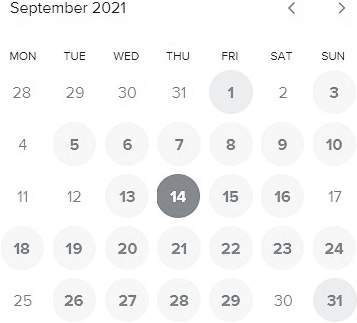 September 2021
MON TUE WED THU FRI SAT SUN
28 29 30 31 1 2 3
4 5 6 7 8 9 10
11 12 13 14 15 16 17
18 19 20 21 22 23 24
25 26 27 28 29 30 31